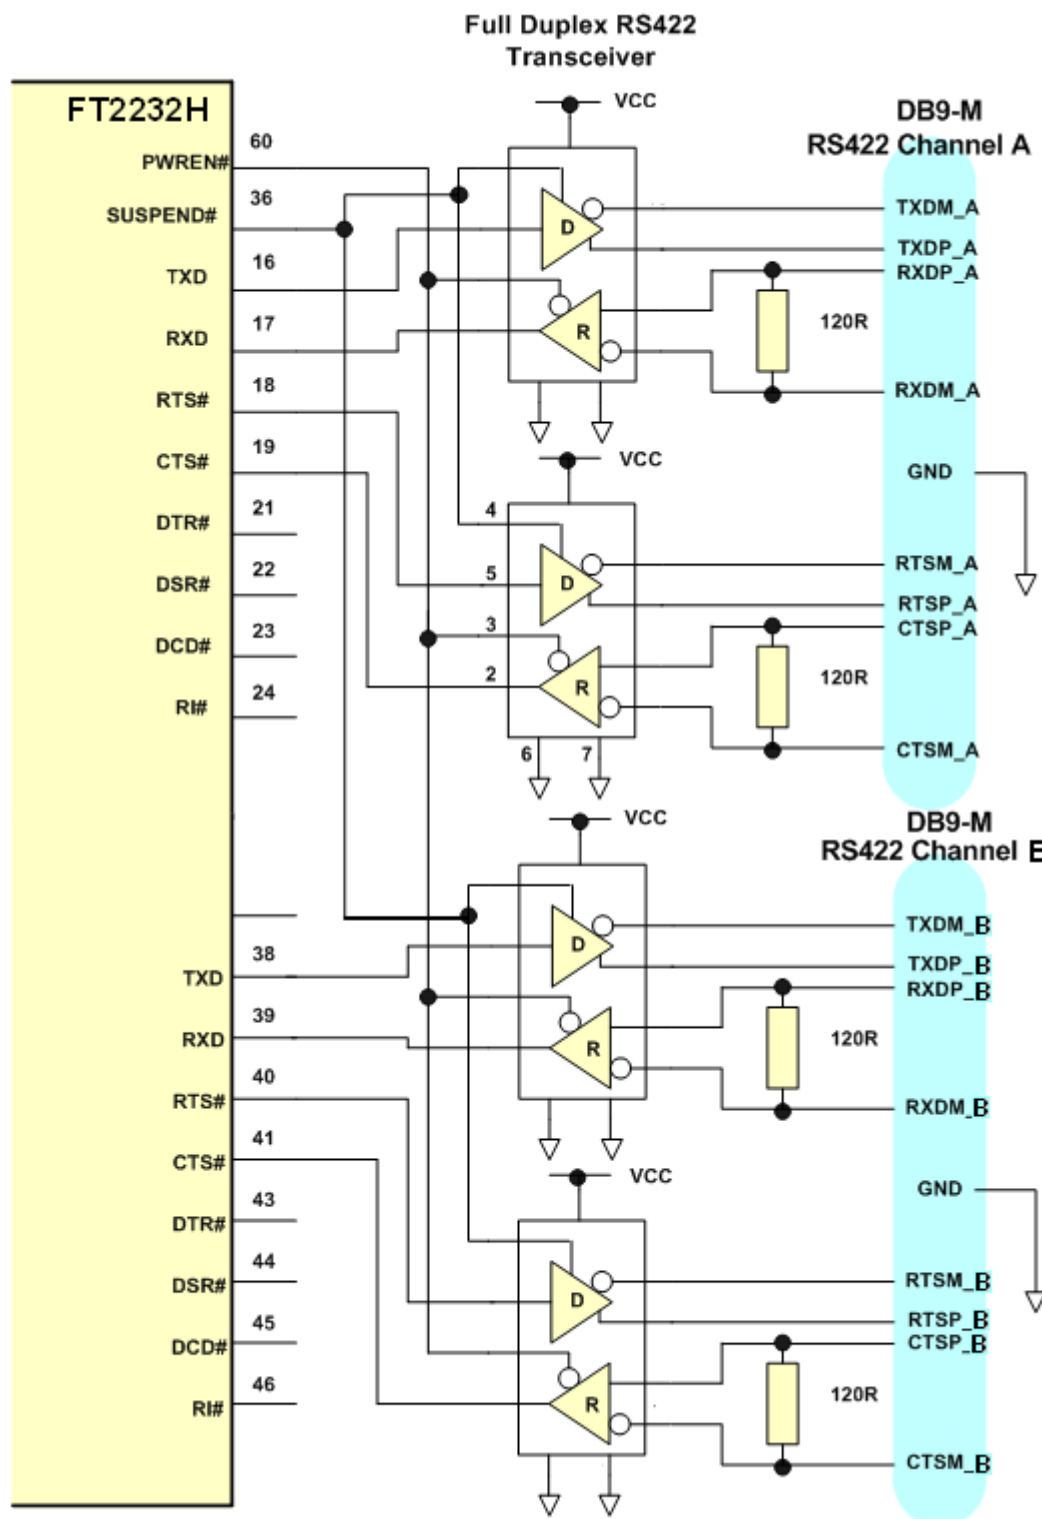 Full Duplex RS422
Transceiver
FT2232H
VCC
DB9-M
RS422 Channel A
60
PWREN#
36
SUSPEND#
D
TXDM_A
TXDP_A
16
TXD
RXDP_A
17
RXD
R
120R
18
RTS#
RXDM_A
19
CTS#
VCC
GND
21
DTR#
4
22
DSR#
5
D
RTSM_A
RTSP_A
23
DCD#
3
CTSP_A
24
RI#
2
R
120R
6
7
CTSM_A
VCC
DB9-M
RS422 Channel B
TXDM_B
38
TXD
D
TXDP_B
RXDP_B
39
RXD
R
120R
40
RTS#
RXDM_B
41
CTS#
VCC
GND
43
DTR#
44
DSR#
D
RTSM_B
RTSP_B
45
DCD#
CTSP_B
46
RI#
R
120R
CTSM_B